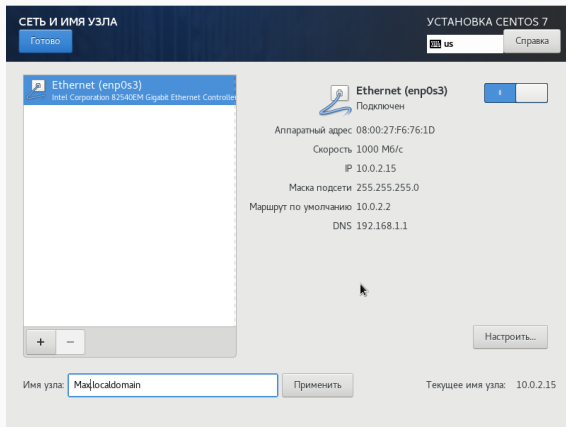 СЕТЬ И ИМЯ УЗЛА
УСТАНОВКА CENTOS 7
Готово
us
Справка
Ethernet (enp0s3)
Intel Corporation 82540EM Gigabit Ethernet Controlle
Ethernet (enp0s3)
Подключен
Аппаратный адрес 08:00:27:F6:76:1D
Скорость 1000 Мб/с
IP 10.0.2.15
Маска подсети 255.255.255.0
Маршрут по умолчанию 10.0.2.2
DNS 192.168.1.1
+ −
Настроить...
Имя узла: Max.localdomain Применить Текущее имя узла: 10.0.2.15